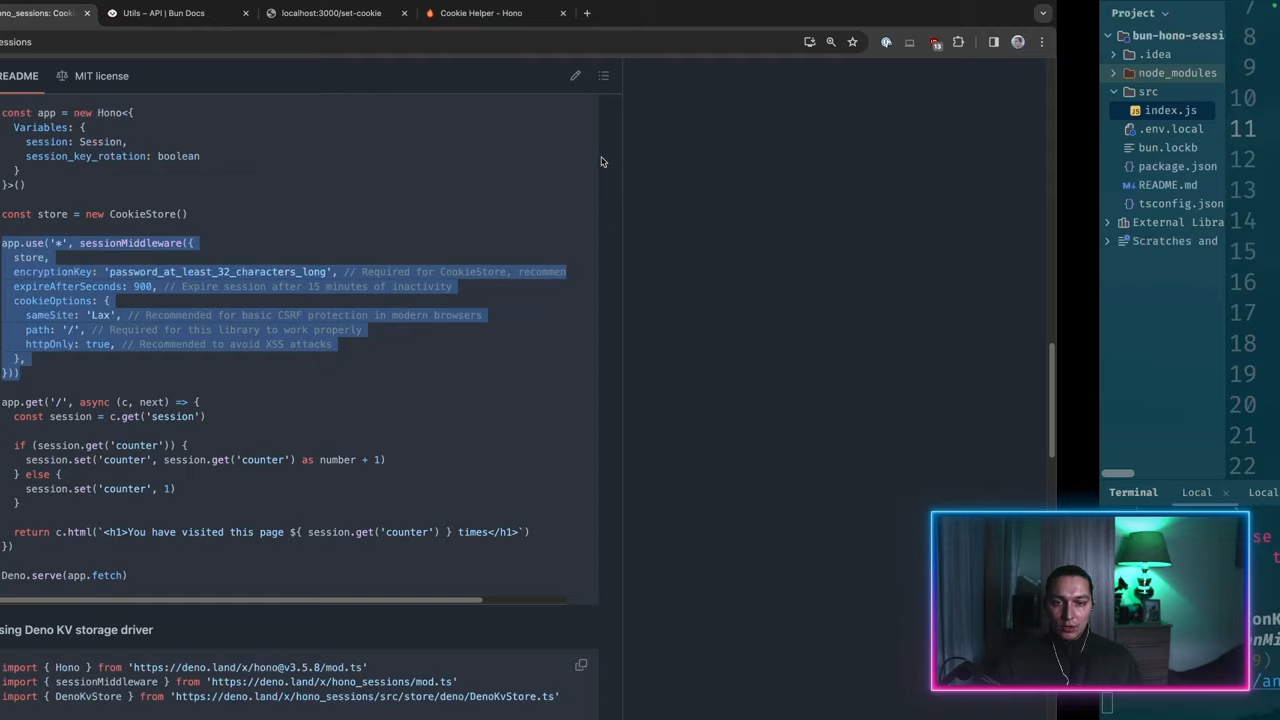 ono_sessions: Cooki
Utils – API | Bun Docs
localhost:3000/set-cookie
Cookie Helper - Hono
essions
13
README
MIT license
const app = new Hono<{
Variables: {
session: Session,
session_key_rotation: boolean
}
}>()
const store = new CookieStore()
app.use('*', sessionMiddleware({
store,
encryptionKey: 'password_at_least_32_characters_long', // Required for CookieStore, recommen
expireAfterSeconds: 900, // Expire session after 15 minutes of inactivity
cookieOptions: {
sameSite: 'Lax', // Recommended for basic CSRF protection in modern browsers
path: '/', // Required for this library to work properly
httpOnly: true, // Recommended to avoid XSS attacks
},
}))
app.get('/', async (c, next) => {
const session = c.get('session')
if (session.get('counter')) {
session.set('counter', session.get('counter') as number + 1)
} else {
session.set('counter', 1)
}
return c.html(`<h1>You have visited this page ${ session.get('counter') } times</h1>`)
})
Deno.serve(app.fetch)
sing Deno KV storage driver
import { Hono } from 'https://deno.land/x/hono@v3.5.8/mod.ts'
import { sessionMiddleware } from 'https://deno.land/x/hono_sessions/mod.ts'
import { DenoKvStore } from 'https://deno.land/x/hono_sessions/src/store/deno/DenoKvStore.ts'
Project
bun-hono-sessi
.idea
node_modules
src
JS index.js
.env.local
bun.lockb
package.json
README.md
tsconfig.json
External Libra
Scratches and
7
8
9
10
11
12
13
14
15
16
17
18
19
20
21
22
Terminal
Local
Local
se
t
onK
nMi
9)
/an